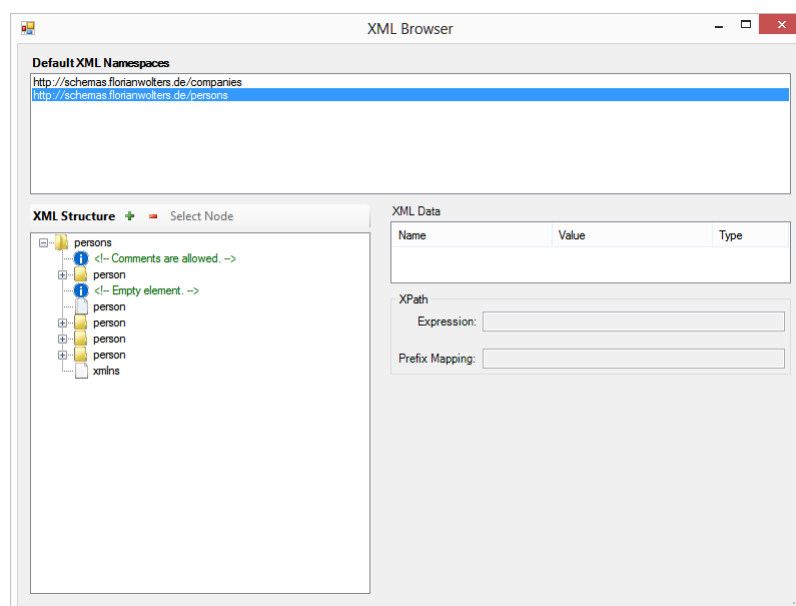 XML Browser
Default XML Namespaces
http://schemas.florianwolters.de/companies
http://schemas.florianwolters.de/persons
XML Structure Select Node
persons
<!-- Comments are allowed. -->
person
<!-- Empty element. -->
person
person
person
person
xmlns
XML Data
Name Value Type
XPath
Expression:
Prefix Mapping: